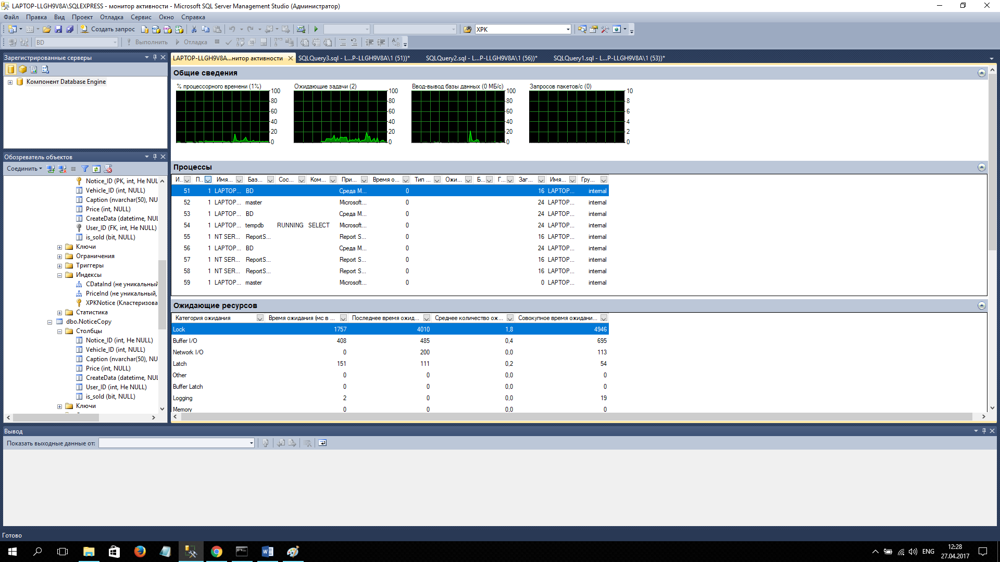 LAPTOP-LLGH9V8A\SQLEXPRESS - монитор активности - Microsoft SQL Server Management Studio (Администратор)
Файл Правка Вид Проект Отладка Сервис Окно Справка
Создать запрос XPK
BD Выполнить Отладка
Зарегистрированные серверы
Компонент Database Engine
Обозреватель объектов
Соединить
Notice_ID (PK, int, Не NUL
Vehicle_ID (int, NULL)
Caption (nvarchar(50), NU
Price (int, NULL)
CreateData (datetime, NUL
User_ID (FK, int, Не NULL)
is_sold (bit, NULL)
Ключи
Ограничения
Триггеры
Индексы
CDataInd (не уникальный
PriceInd (не уникальный,
XPKNotice (Кластеризова
Статистика
dbo.NoticeCopy
Столбцы
Notice_ID (int, Не NULL)
Vehicle_ID (int, NULL)
Caption (nvarchar(50), NU
Price (int, NULL)
CreateData (datetime, NUL
User_ID (int, Не NULL)
is_sold (bit, NULL)
Ключи
LAPTOP-LLGH9V8A...нитор активности SQLQuery3.sql - L...P-LLGH9V8A\1 (51))* SQLQuery2.sql - L...P-LLGH9V8A\1 (56))* SQLQuery1.sql - L...P-LLGH9V8A\1 (53))*
Общие сведения
% процессорного времени (1%)
100
80
60
40
20
0
Ожидающие задачи (2)
100
80
60
40
20
0
Ввод-вывод базы данных (0 МБ/с)
100
80
60
40
20
0
Запросов пакетов/с (0)
10
8
6
4
2
0
Процессы
И.. П.. Имя... Баз... Сос... Ком... При... Время о... Тип ... Ожи... Б... Г... Заг... Имя... Гру...
51 1 LAPTOP... BD Среда М... 0 16 LAPTOP... internal
52 1 LAPTOP... master Microsoft... 0 24 LAPTOP... internal
53 1 LAPTOP... BD Среда М... 0 24 LAPTOP... internal
54 1 LAPTOP... tempdb RUNNING SELECT Microsoft... 0 24 LAPTOP... internal
55 1 NT SER... ReportS... Report S... 0 16 LAPTOP... internal
56 1 LAPTOP... BD Среда М... 0 24 LAPTOP... internal
57 1 NT SER... ReportS... Report S... 0 16 LAPTOP... internal
58 1 NT SER... ReportS... Report S... 0 16 LAPTOP... internal
59 1 LAPTOP... master Microsoft... 0 0 LAPTOP... internal
Ожидающие ресурсов
Категория ожидания Время ожидания (мс в ... Последнее время ожид... Среднее количество ож... Совокупное время ожидани...
Lock 1757 4010 1,8 4946
Buffer I/O 408 485 0,4 695
Network I/O 0 200 0,0 113
Latch 151 111 0,2 54
Other 0 0 0,0 0
Buffer Latch 0 0 0,0 0
Logging 2 0 0,0 19
Memory 0 0 0,0 0
Вывод
Показать выходные данные от:
Готово
ENG
12:28
27.04.2017